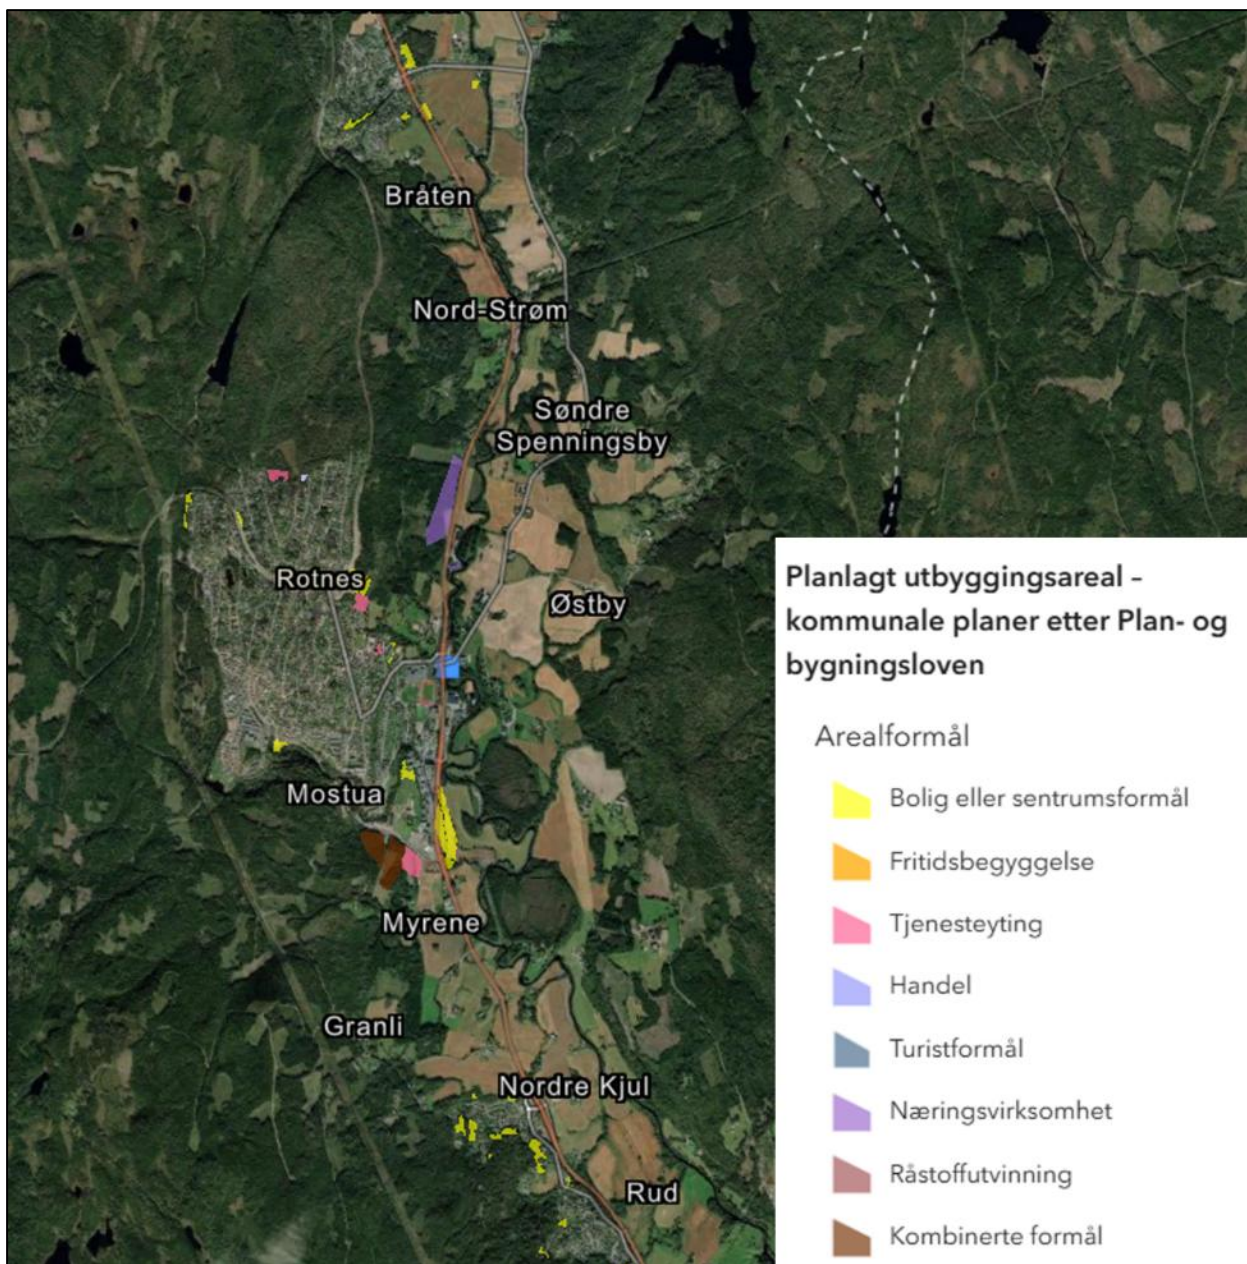 Bråten
Nord-Strøm
Søndre
Spenningsby
Rotnes
Østby
Mostua
Myrene
Granli
Nordre Kjul
Rud
Planlagt utbyggingsareal –
kommunale planer etter Plan- og
bygningsloven
Arealformål
Bolig eller sentrumsformål
Fritidsbegyggelse
Tjenesteyting
Handel
Turistformål
Næringsvirksomhet
Råstoffutvinning
Kombinerte formål